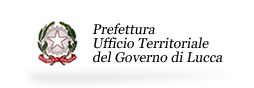 Prefettura
Ufficio Territoriale
del Governo di Lucca